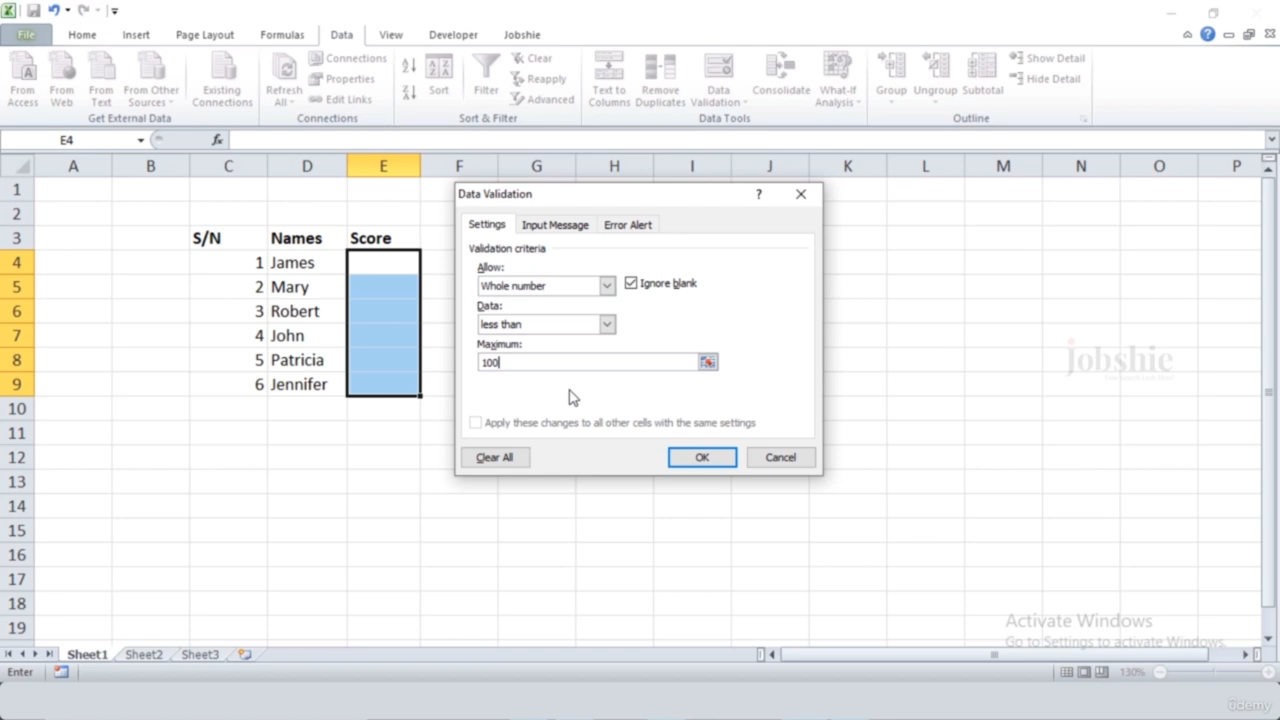 File Home Insert Page Layout Formulas Data View Developer Jobshie
From Access From Web From Text From Other Sources Existing Connections
Get External Data
Refresh All Connections Properties Edit Links
Connections
Sort Filter Clear Reapply Advanced
Sort & Filter
Text to Columns Remove Duplicates Data Validation Consolidate What-If Analysis
Data Tools
Group Ungroup Subtotal Show Detail Hide Detail
Outline
E4 fx
A B C D E F G H I J K L M N O P
1
2
3 S/N Names Score
4 1 James
5 2 Mary
6 3 Robert
7 4 John
8 5 Patricia
9 6 Jennifer
10
11
12
13
14
15
16
17
18
19
Data Validation ?
Settings Input Message Error Alert
Validation criteria
Allow:
Whole number Ignore blank
Data:
less than
Maximum:
100
Apply these changes to all other cells with the same settings
Clear All OK Cancel
jobshie
Activate Windows
Go to Settings to activate Windows.
Sheet1 Sheet2 Sheet3
Enter 130%
ûdemy